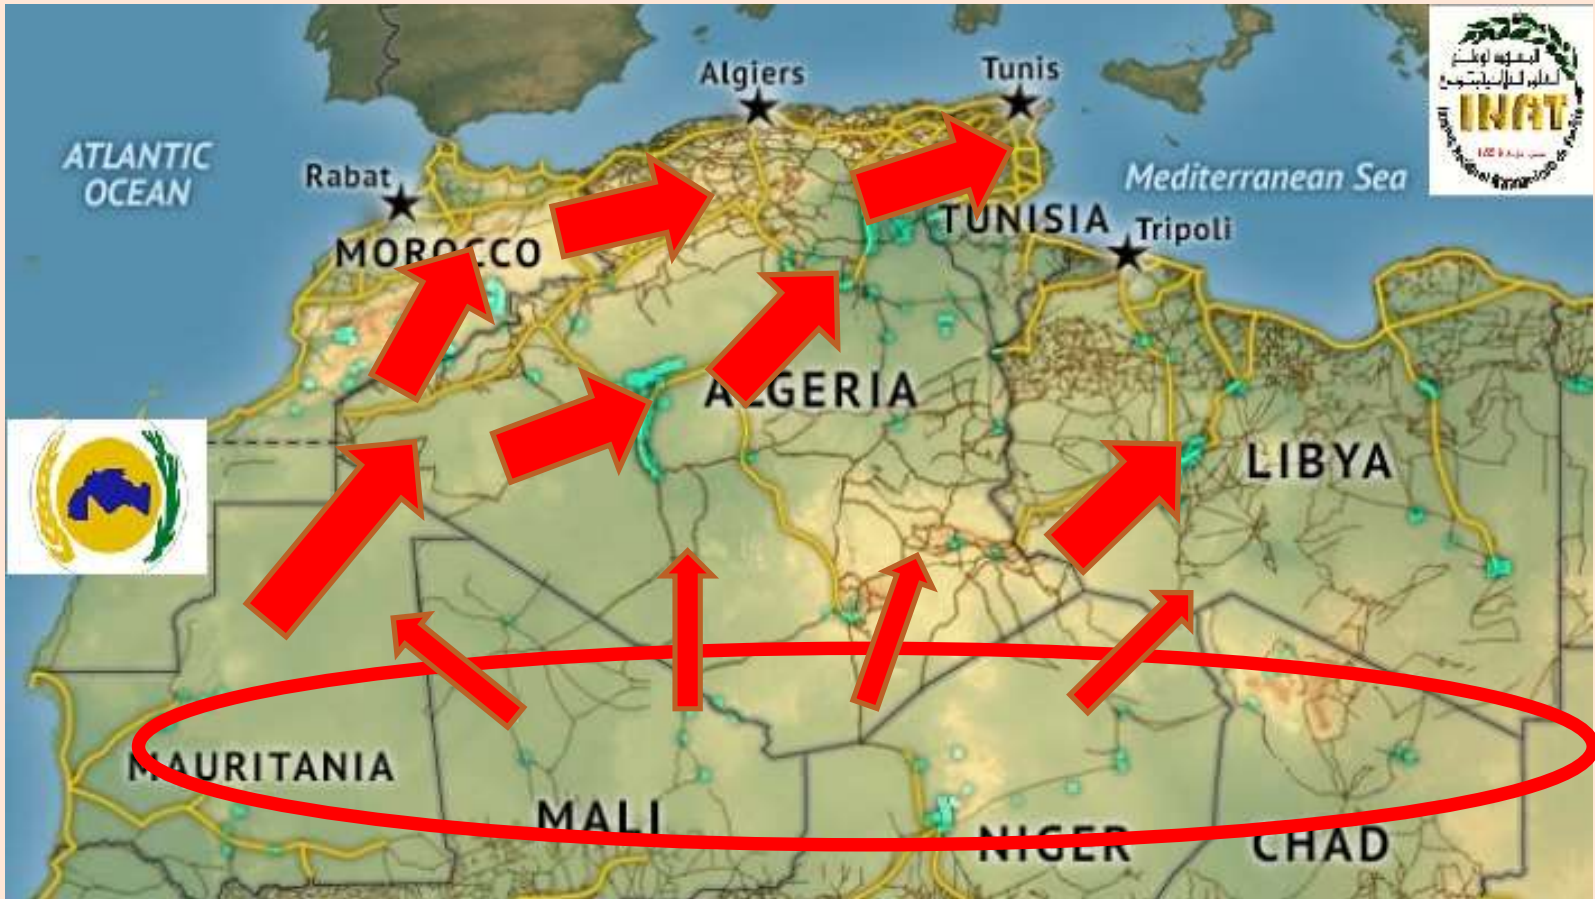 Algiers
Tunis
ATLANTIC
OCEAN
Rabat
Mediterranean Sea
MOROCCO
TUNISIA
Tripoli
ALGERIA
LIBYA
MAURITANIA
MALI
NIGER
CHAD
INAT